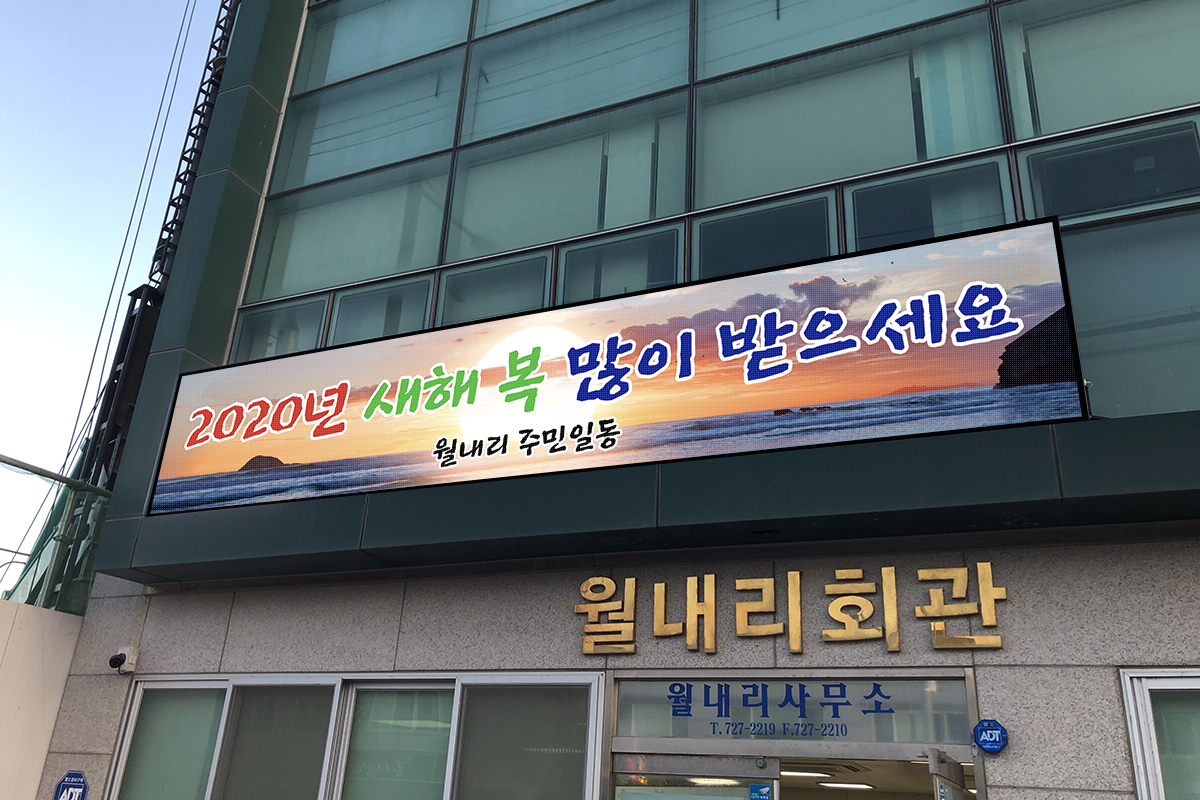 2020년 새해 복 많이 받으세요
월내리 주민일동
월내리회관
월내리사무소
T. 727-2219 F.727-2210
ADT
ADT